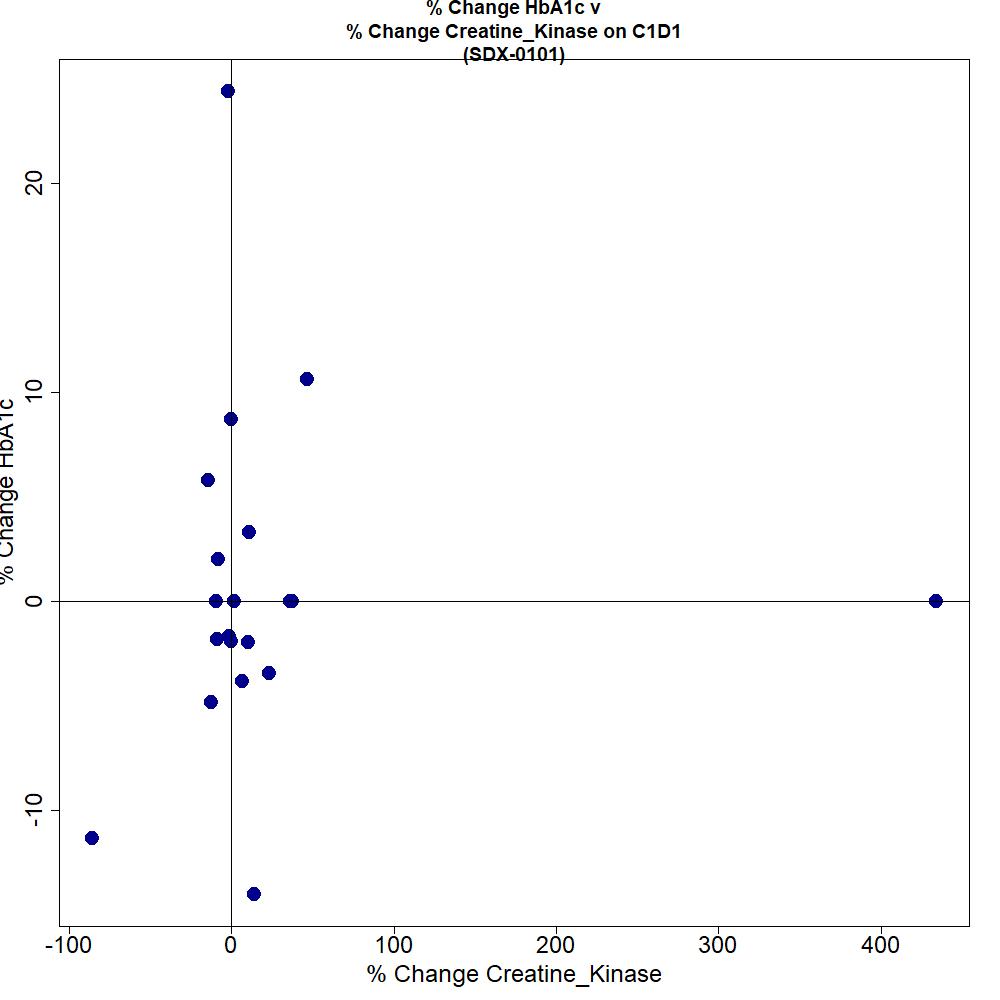 % Change HbA1c v
% Change Creatine_Kinase on C1D1
(SDX-0101)
% Change HbA1c
20
10
0
-10
-100 0 100 200 300 400
% Change Creatine_Kinase